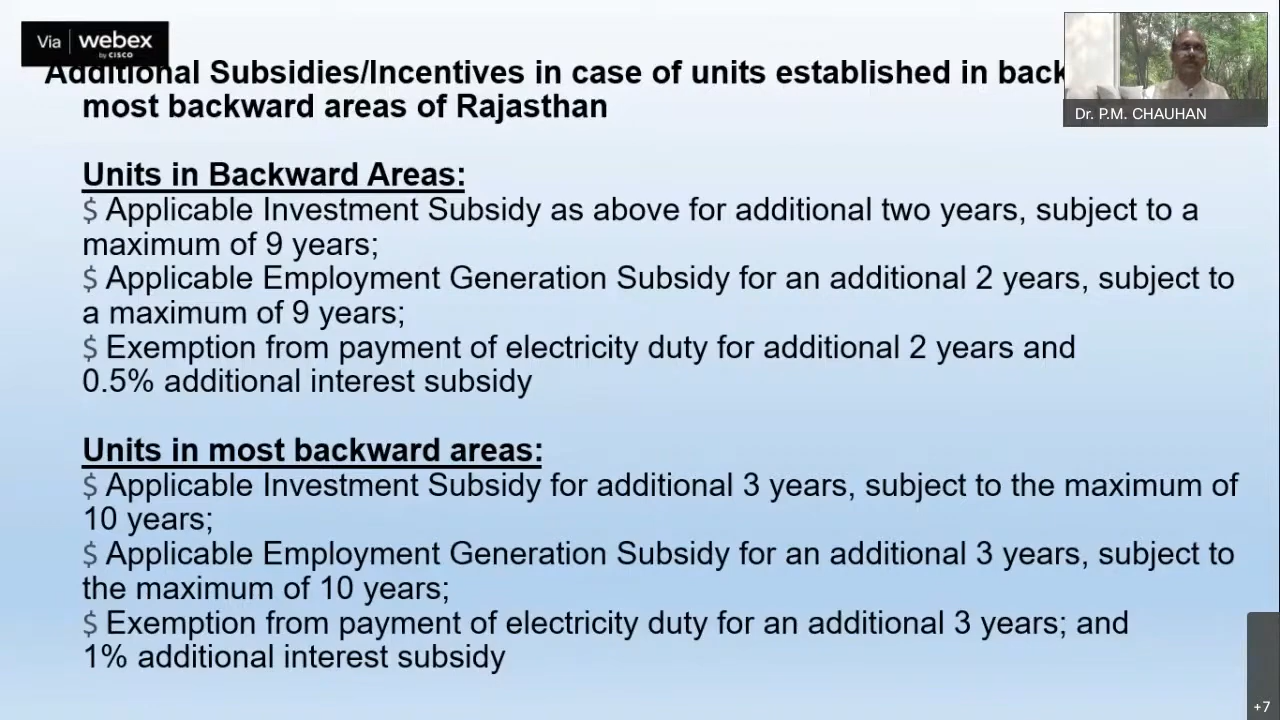 Via webex
by CISCO
Additional Subsidies/Incentives in case of units established in back
most backward areas of Rajasthan
Dr. P.M. CHAUHAN
Units in Backward Areas:
$ Applicable Investment Subsidy as above for additional two years, subject to a
maximum of 9 years;
$ Applicable Employment Generation Subsidy for an additional 2 years, subject to
a maximum of 9 years;
$ Exemption from payment of electricity duty for additional 2 years and
0.5% additional interest subsidy
Units in most backward areas:
$ Applicable Investment Subsidy for additional 3 years, subject to the maximum of
10 years;
$ Applicable Employment Generation Subsidy for an additional 3 years, subject to
the maximum of 10 years;
$ Exemption from payment of electricity duty for an additional 3 years; and
1% additional interest subsidy
+7